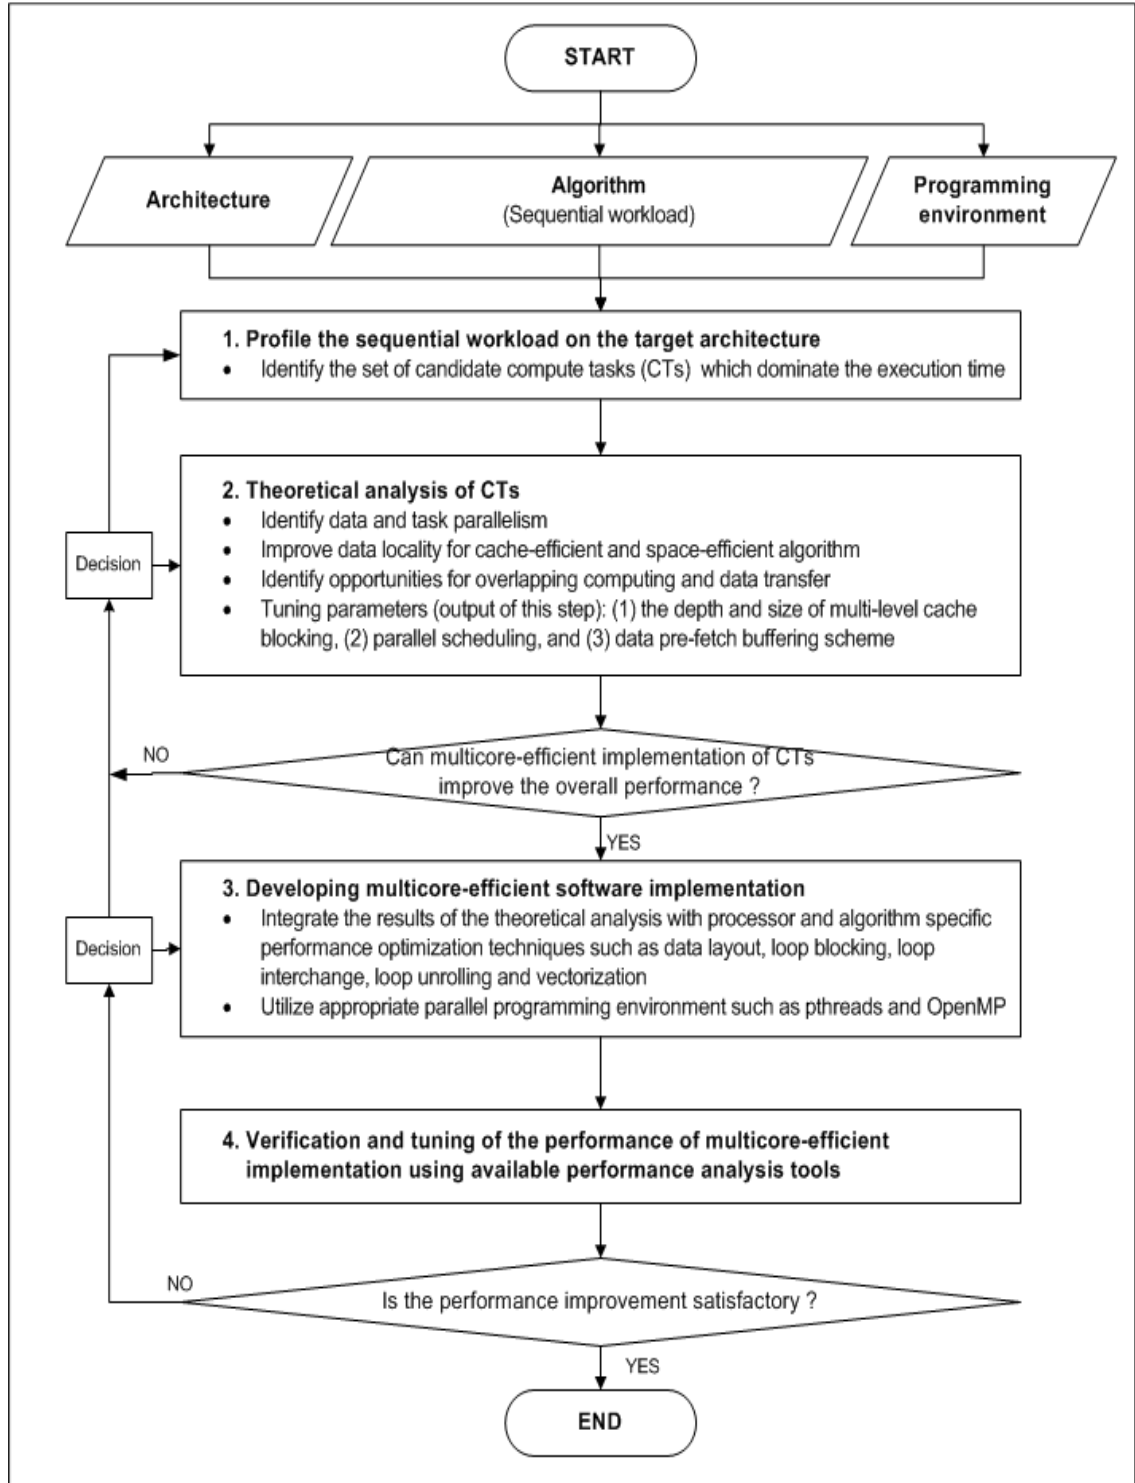 START
Architecture
Algorithm
(Sequential workload)
Programming
environment
1. Profile the sequential workload on the target architecture
• Identify the set of candidate compute tasks (CTs) which dominate the execution time
2. Theoretical analysis of CTs
• Identify data and task parallelism
• Improve data locality for cache-efficient and space-efficient algorithm
• Identify opportunities for overlapping computing and data transfer
• Tuning parameters (output of this step): (1) the depth and size of multi-level cache
blocking, (2) parallel scheduling, and (3) data pre-fetch buffering scheme
Decision
NO
Can multicore-efficient implementation of CTs
improve the overall performance ?
YES
3. Developing multicore-efficient software implementation
• Integrate the results of the theoretical analysis with processor and algorithm specific
performance optimization techniques such as data layout, loop blocking, loop
interchange, loop unrolling and vectorization
• Utilize appropriate parallel programming environment such as pthreads and OpenMP
Decision
4. Verification and tuning of the performance of multicore-efficient
implementation using available performance analysis tools
NO
Is the performance improvement satisfactory ?
YES
END